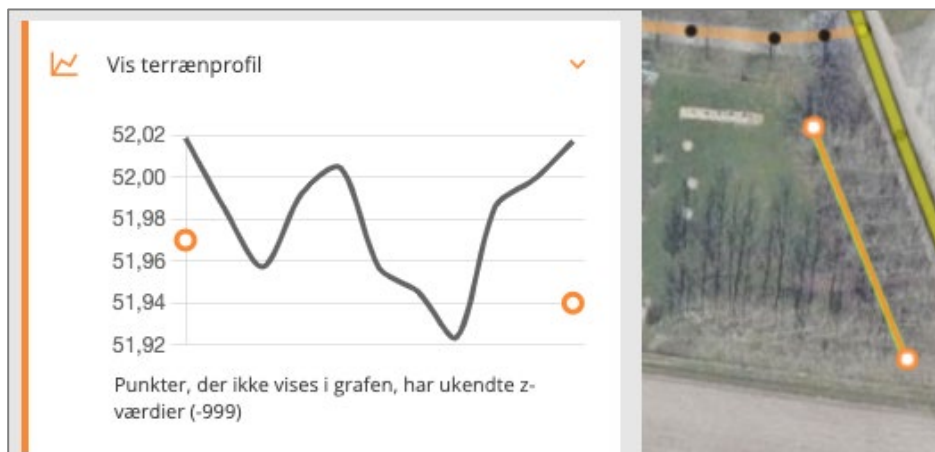 Vis terrænprofil
52,02
52,00
51,98
51,96
51,94
51,92
Punkter, der ikke vises i grafen, har ukendte z-
værdier (-999)